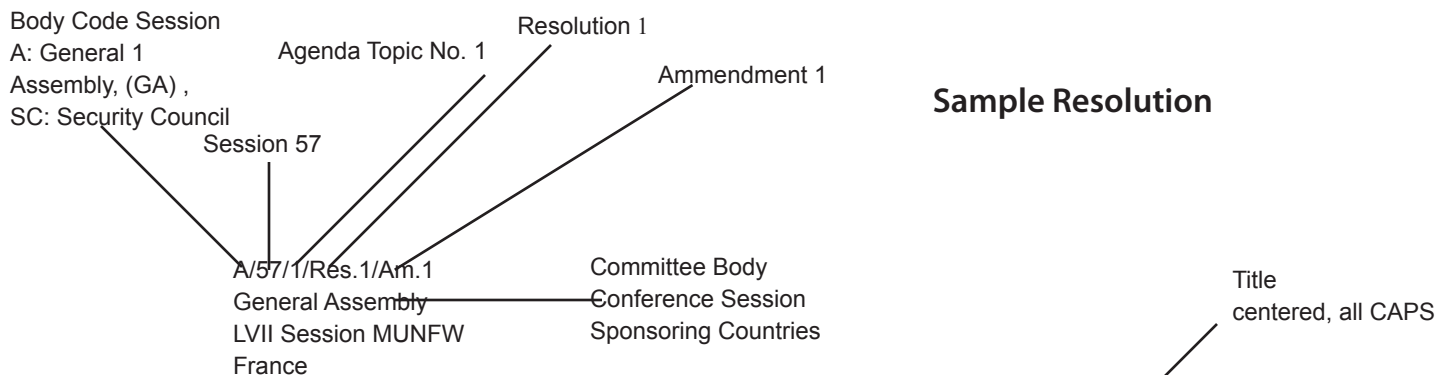 Body Code Session
A: General 1
Assembly, (GA) ,
SC: Security Council
Session 57
Agenda Topic No. 1
Resolution 1
Ammendment 1
Sample Resolution
A/57/1/Res.1/Am.1
General Assembly
LVII Session MUNFW
France
Committee Body
Conference Session
Sponsoring Countries
Title
centered, all CAPS